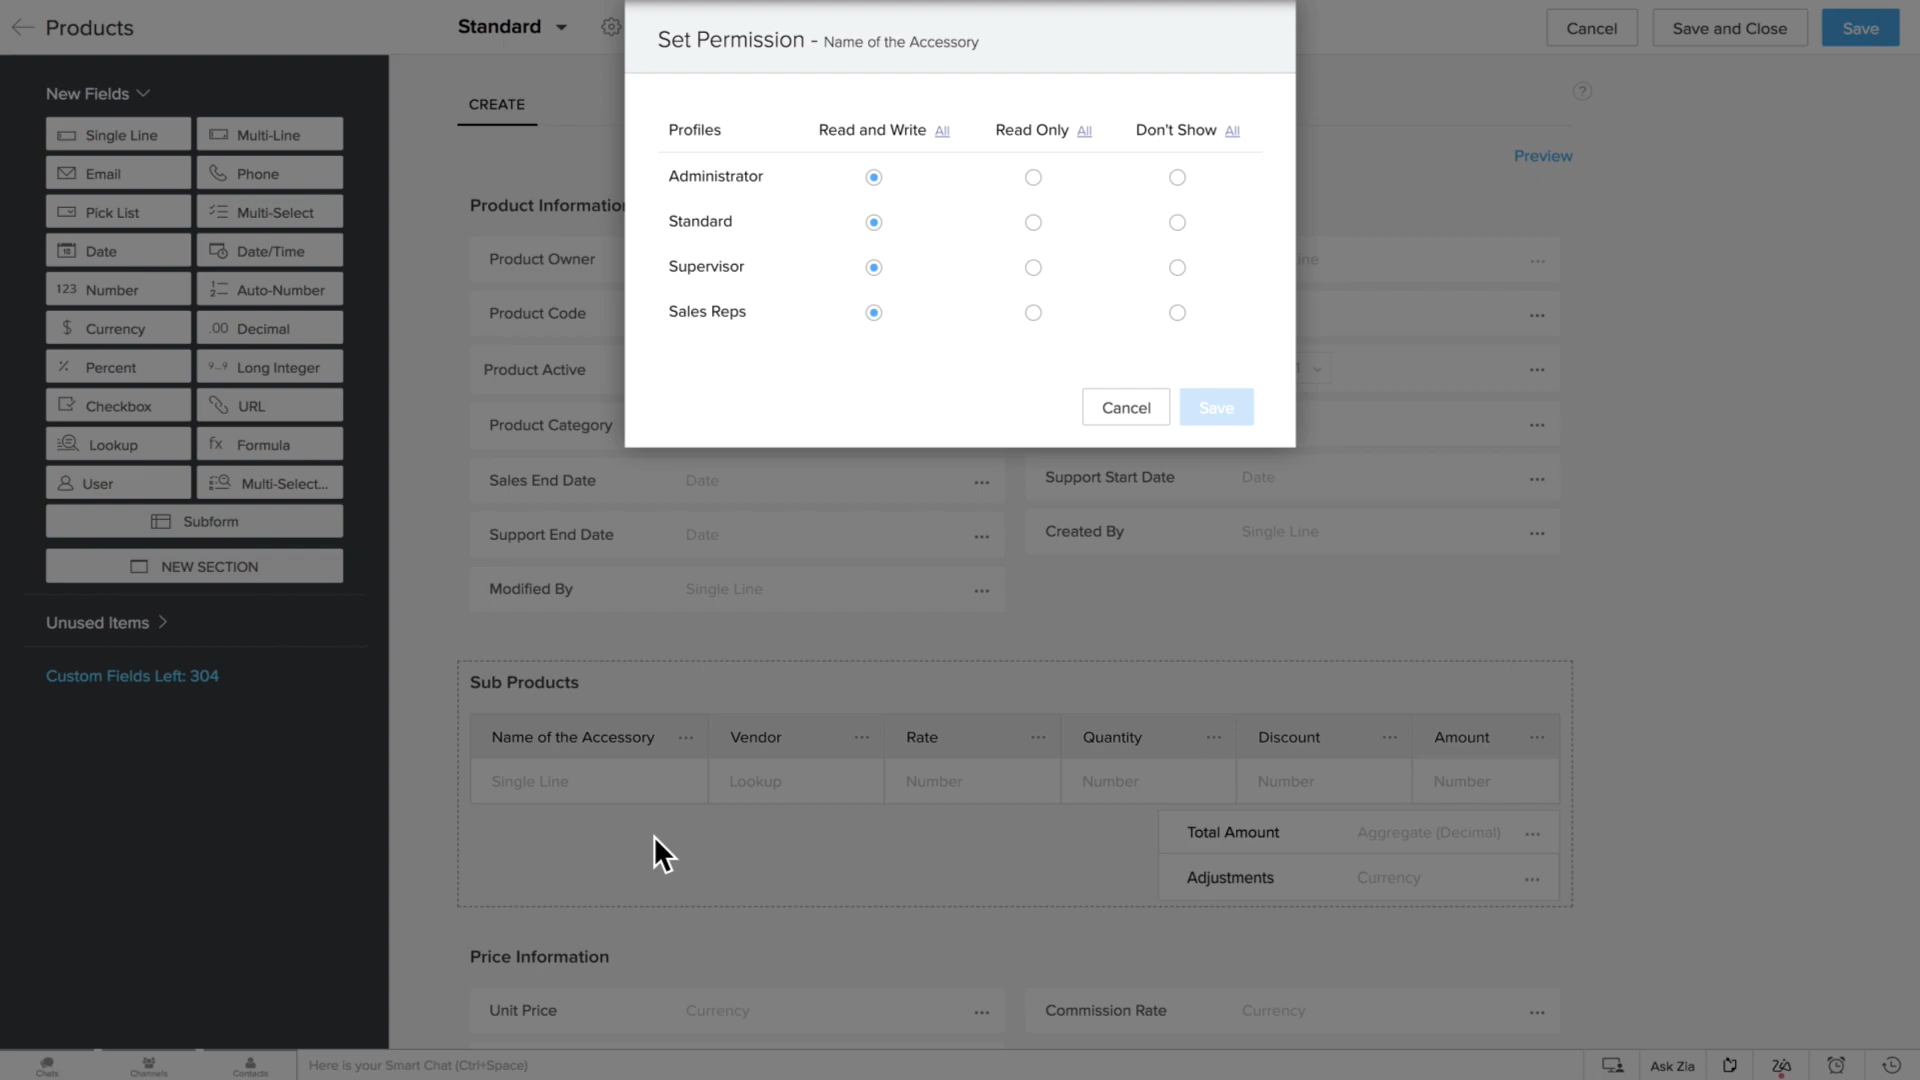 Products
Standard
Cancel
Save and Close
Save
Set Permission - Name of the Accessory
Profiles Read and Write All Read Only All Don't Show All
Administrator
Standard
Supervisor
Sales Reps
Cancel Save
New Fields
Single Line Multi-Line
Email Phone
Pick List Multi-Select
Date Date/Time
123 Number Auto-Number
$ Currency .00 Decimal
Percent Long Integer
Checkbox URL
Lookup fx Formula
User Multi-Select...
Subform
NEW SECTION
Unused Items
Custom Fields Left: 304
CREATE
?
Preview
Product Information
Product Owner ine ...
Product Code ...
Product Active ...
Product Category ...
Sales End Date Date ... Support Start Date Date ...
Support End Date Date ... Created By Single Line ...
Modified By Single Line ...
Sub Products
Name of the Accessory ... Vendor ... Rate ... Quantity ... Discount ... Amount ...
Single Line Lookup Number Number Number Number
Total Amount Aggregate (Decimal) ...
Adjustments Currency ...
Price Information
Unit Price Currency ... Commission Rate Currency ...
Chats Channels Contacts Here is your Smart Chat (Ctrl+Space) Ask Zia